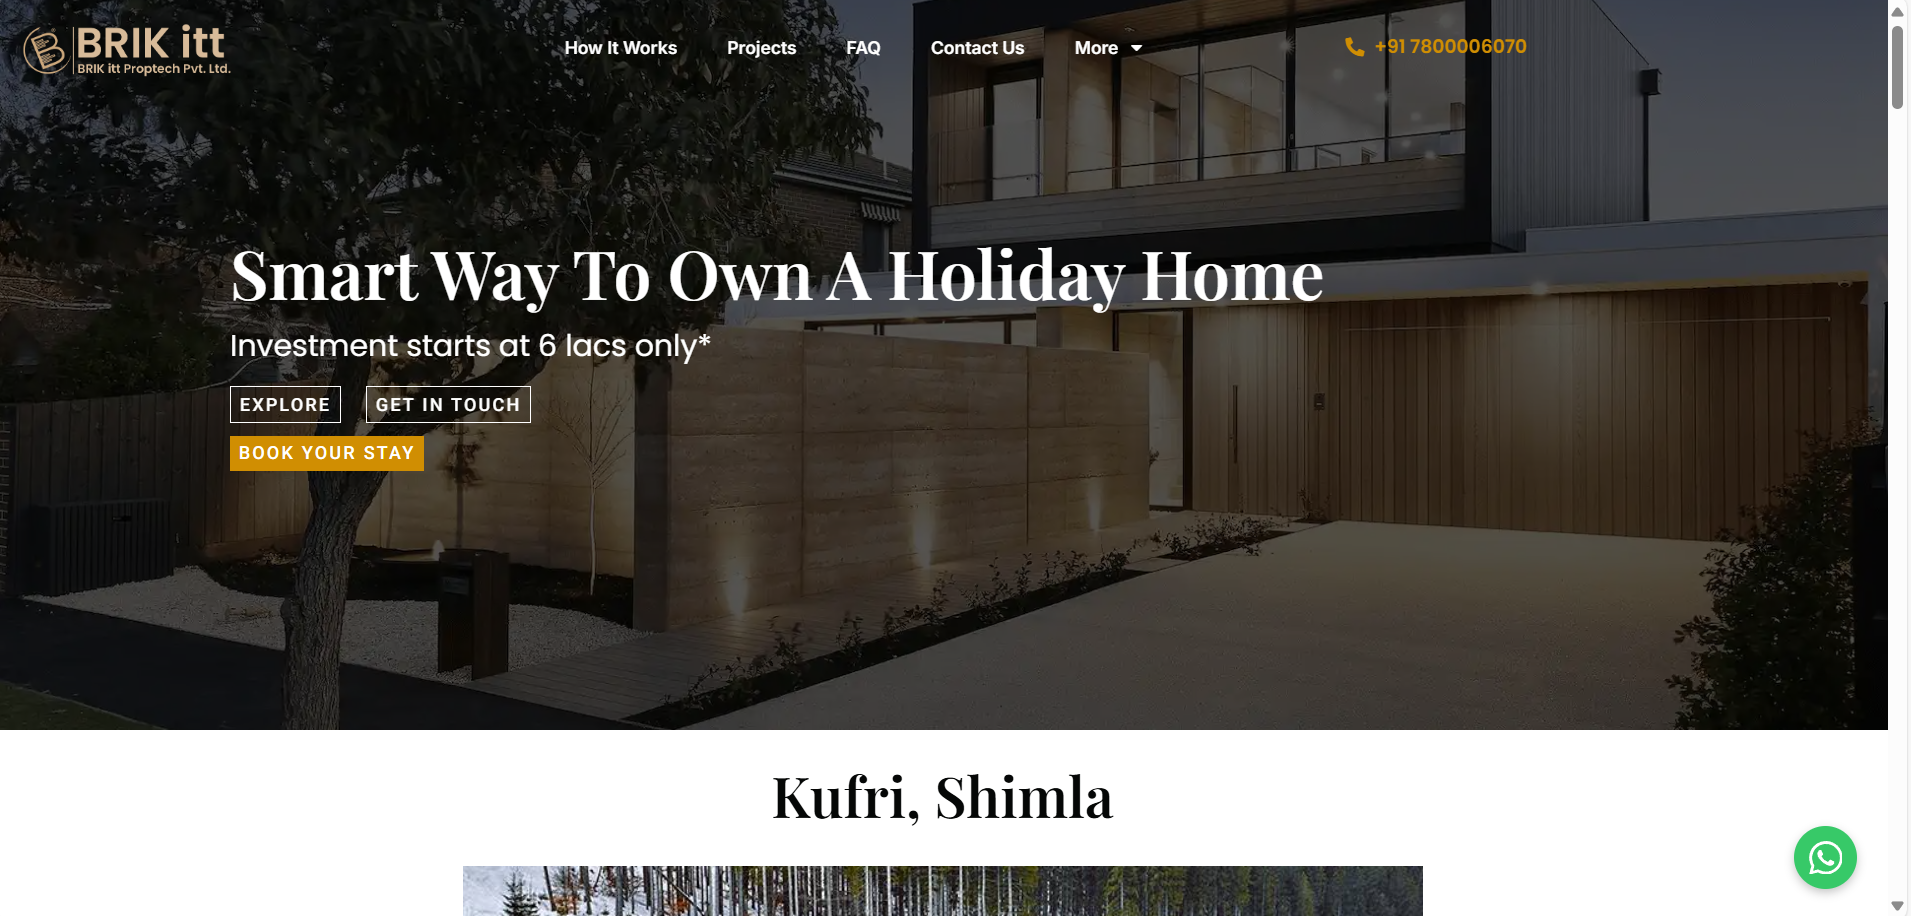 BRIK itt
BRIK itt Proptech Pvt. Ltd.
How It Works
Projects
FAQ
Contact Us
More
+91 7800006070
Smart Way To Own A Holiday Home
Investment starts at 6 lacs only*
EXPLORE
GET IN TOUCH
BOOK YOUR STAY
Kufri, Shimla